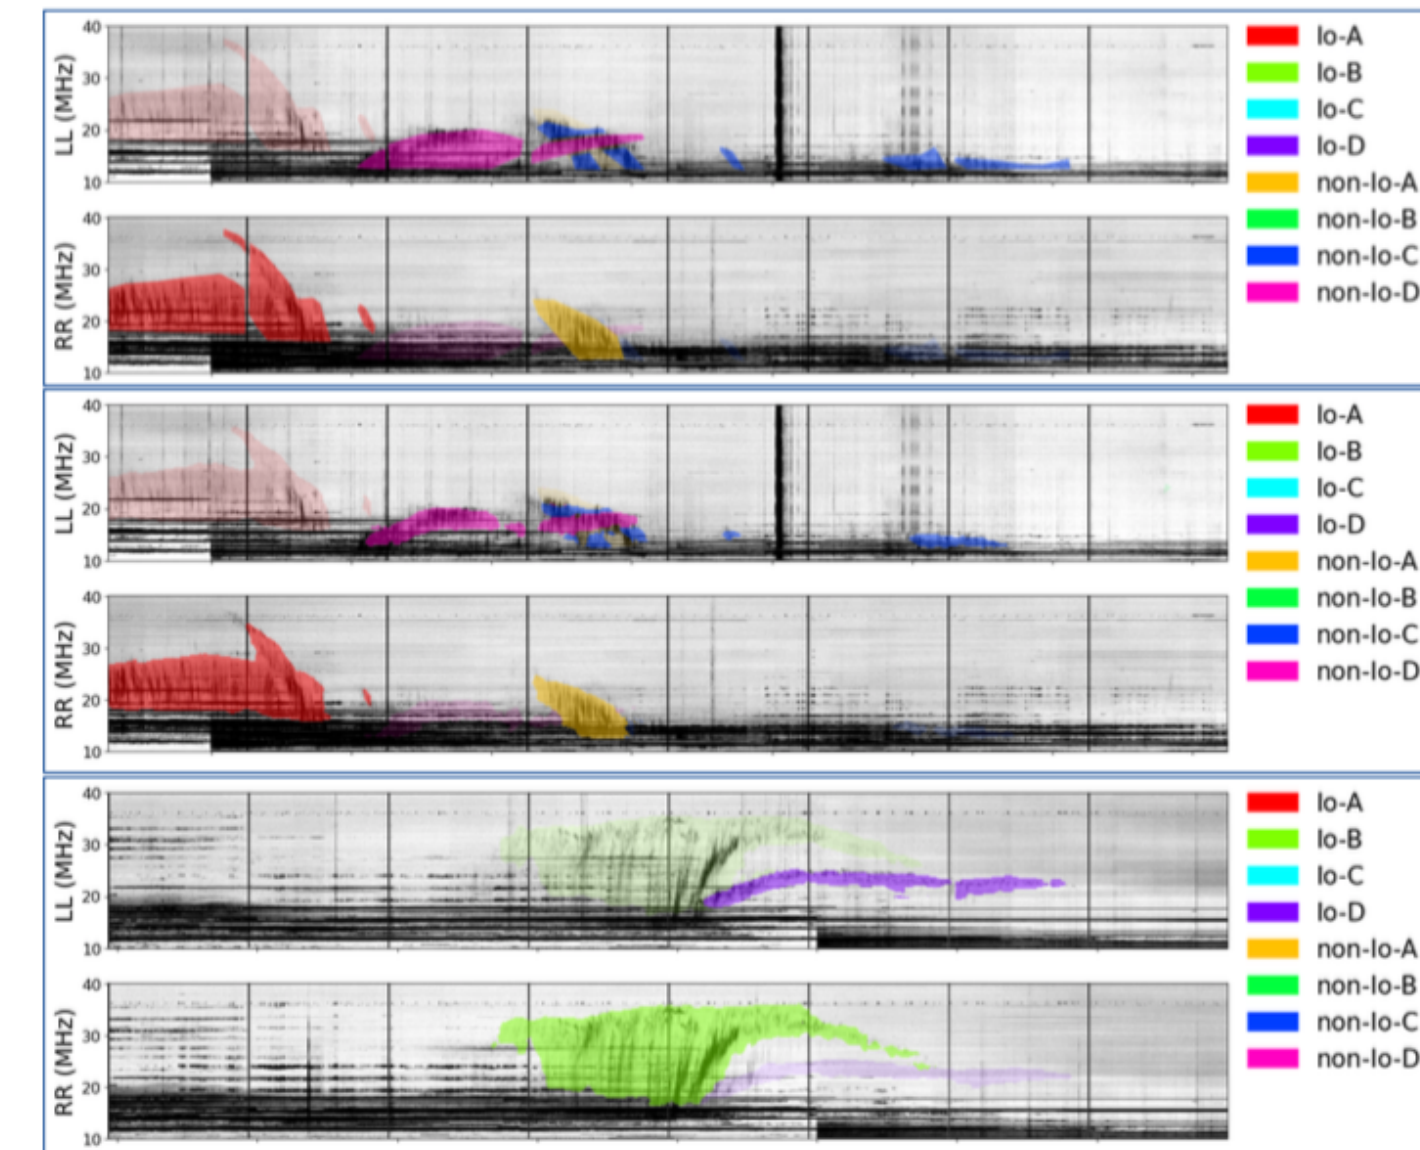 40
30
20
10
LL (MHz)
40
30
20
10
RR (MHz)
Io-A
Io-B
Io-C
Io-D
non-Io-A
non-Io-B
non-Io-C
non-Io-D
40
30
20
10
LL (MHz)
40
30
20
10
RR (MHz)
Io-A
Io-B
Io-C
Io-D
non-Io-A
non-Io-B
non-Io-C
non-Io-D
40
30
20
10
LL (MHz)
40
30
20
10
RR (MHz)
Io-A
Io-B
Io-C
Io-D
non-Io-A
non-Io-B
non-Io-C
non-Io-D